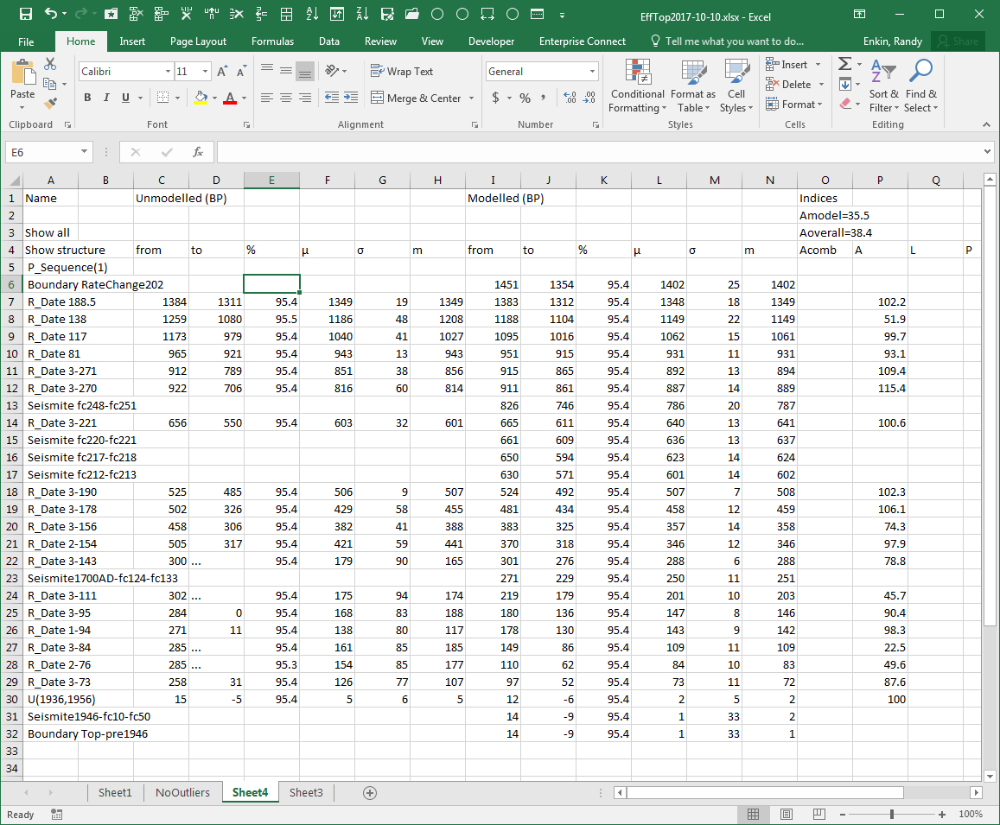 EffTop2017-10-10.xlsx - Excel
File Home Insert Page Layout Formulas Data Review View Developer Enterprise Connect Tell me what you want to do... Enkin, Randy Share
Calibri 11 Wrap Text General Insert Σ
Paste Conditional Formatting Format as Table Cell Styles Delete Sort & Filter Find & Select
B I U A Merge & Center $ % , Format
Clipboard Font Alignment Number Styles Cells Editing
E6 fx
A B C D E F G H I J K L M N O P Q
1 Name Unmodelled (BP) Modelled (BP) Indices
2 Amodel=35.5
3 Show all Aoverall=38.4
4 Show structure from to % μ σ m from to % μ σ m Acomb A L P
5 P_Sequence(1)
6 Boundary RateChange202 1451 1354 95.4 1402 25 1402
7 R_Date 188.5 1384 1311 95.4 1349 19 1349 1383 1312 95.4 1348 18 1349 102.2
8 R_Date 138 1259 1080 95.5 1186 48 1208 1188 1104 95.4 1149 22 1149 51.9
9 R_Date 117 1173 979 95.4 1040 41 1027 1095 1016 95.4 1062 15 1061 99.7
10 R_Date 81 965 921 95.4 943 13 943 951 915 95.4 931 11 931 93.1
11 R_Date 3-271 912 789 95.4 851 38 856 915 865 95.4 892 13 894 109.4
12 R_Date 3-270 922 706 95.4 816 60 814 911 861 95.4 887 14 889 115.4
13 Seismite fc248-fc251 826 746 95.4 786 20 787
14 R_Date 3-221 656 550 95.4 603 32 601 665 611 95.4 640 13 641 100.6
15 Seismite fc220-fc221 661 609 95.4 636 13 637
16 Seismite fc217-fc218 650 594 95.4 623 14 624
17 Seismite fc212-fc213 630 571 95.4 601 14 602
18 R_Date 3-190 525 485 95.4 506 9 507 524 492 95.4 507 7 508 102.3
19 R_Date 3-178 502 326 95.4 429 58 455 481 434 95.4 458 12 459 106.1
20 R_Date 3-156 458 306 95.4 382 41 388 383 325 95.4 357 14 358 74.3
21 R_Date 2-154 505 317 95.4 421 59 441 370 318 95.4 346 12 346 97.9
22 R_Date 3-143 300 ... 95.4 179 90 165 301 276 95.4 288 6 288 78.8
23 Seismite1700AD-fc124-fc133 271 229 95.4 250 11 251
24 R_Date 3-111 302 ... 95.4 175 94 174 219 179 95.4 201 10 203 45.7
25 R_Date 3-95 284 0 95.4 168 83 188 180 136 95.4 147 8 146 90.4
26 R_Date 1-94 271 11 95.4 138 80 117 178 130 95.4 143 9 142 98.3
27 R_Date 3-84 285 ... 95.4 161 85 185 149 86 95.4 109 11 109 22.5
28 R_Date 2-76 285 ... 95.3 154 85 177 110 62 95.4 84 10 83 49.6
29 R_Date 3-73 258 31 95.4 126 77 107 97 52 95.4 73 11 72 87.6
30 U(1936,1956) 15 -5 95.4 5 6 5 12 -6 95.4 2 5 2 100
31 Seismite1946-fc10-fc50 14 -9 95.4 1 33 2
32 Boundary Top-pre1946 14 -9 95.4 1 33 1
33
34
Sheet1 NoOutliers Sheet4 Sheet3
Ready 100%